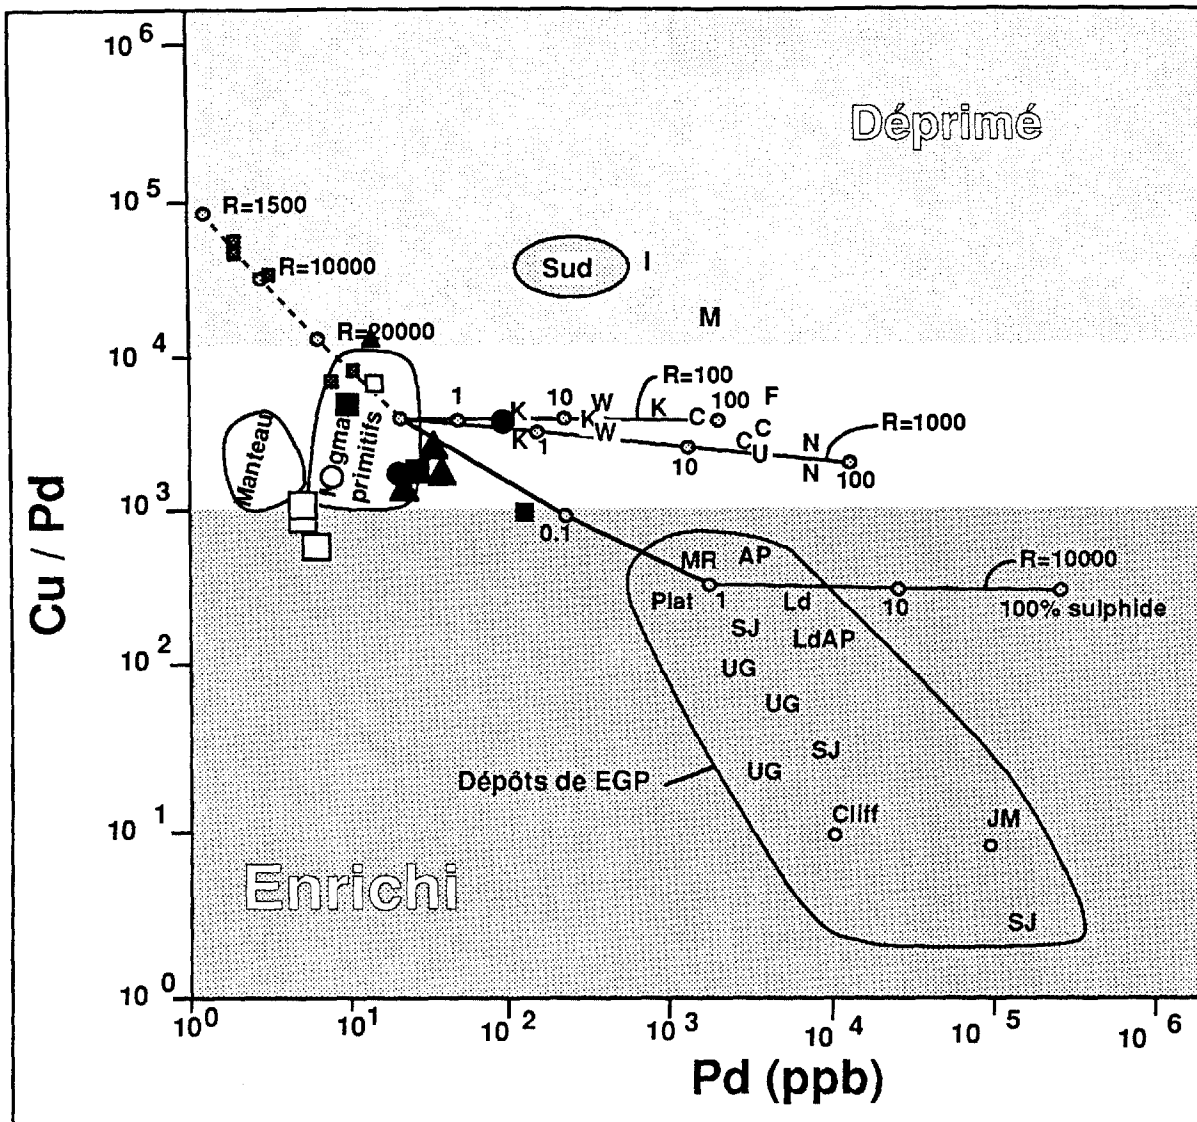 10^6
Déprimé
10^5
R=1500
R=10000
Sud
I
M
R=20000
10^4
R=100
1
10
100
F
K
W
K
K
C
R=1000
K
1
W
C
C
U
N
N
10
100
Manteau
primitifs
10^3
0.1
MR
AP
R=10000
Plat
1
Ld
10
100% sulphide
SJ
LdAP
10^2
UG
UG
SJ
UG
Dépôts de EGP
Cliff
JM
10^1
Enrichi
SJ
10^0
10^0
10^1
10^2
10^3
10^4
10^5
10^6
Cu / Pd
Pd (ppb)